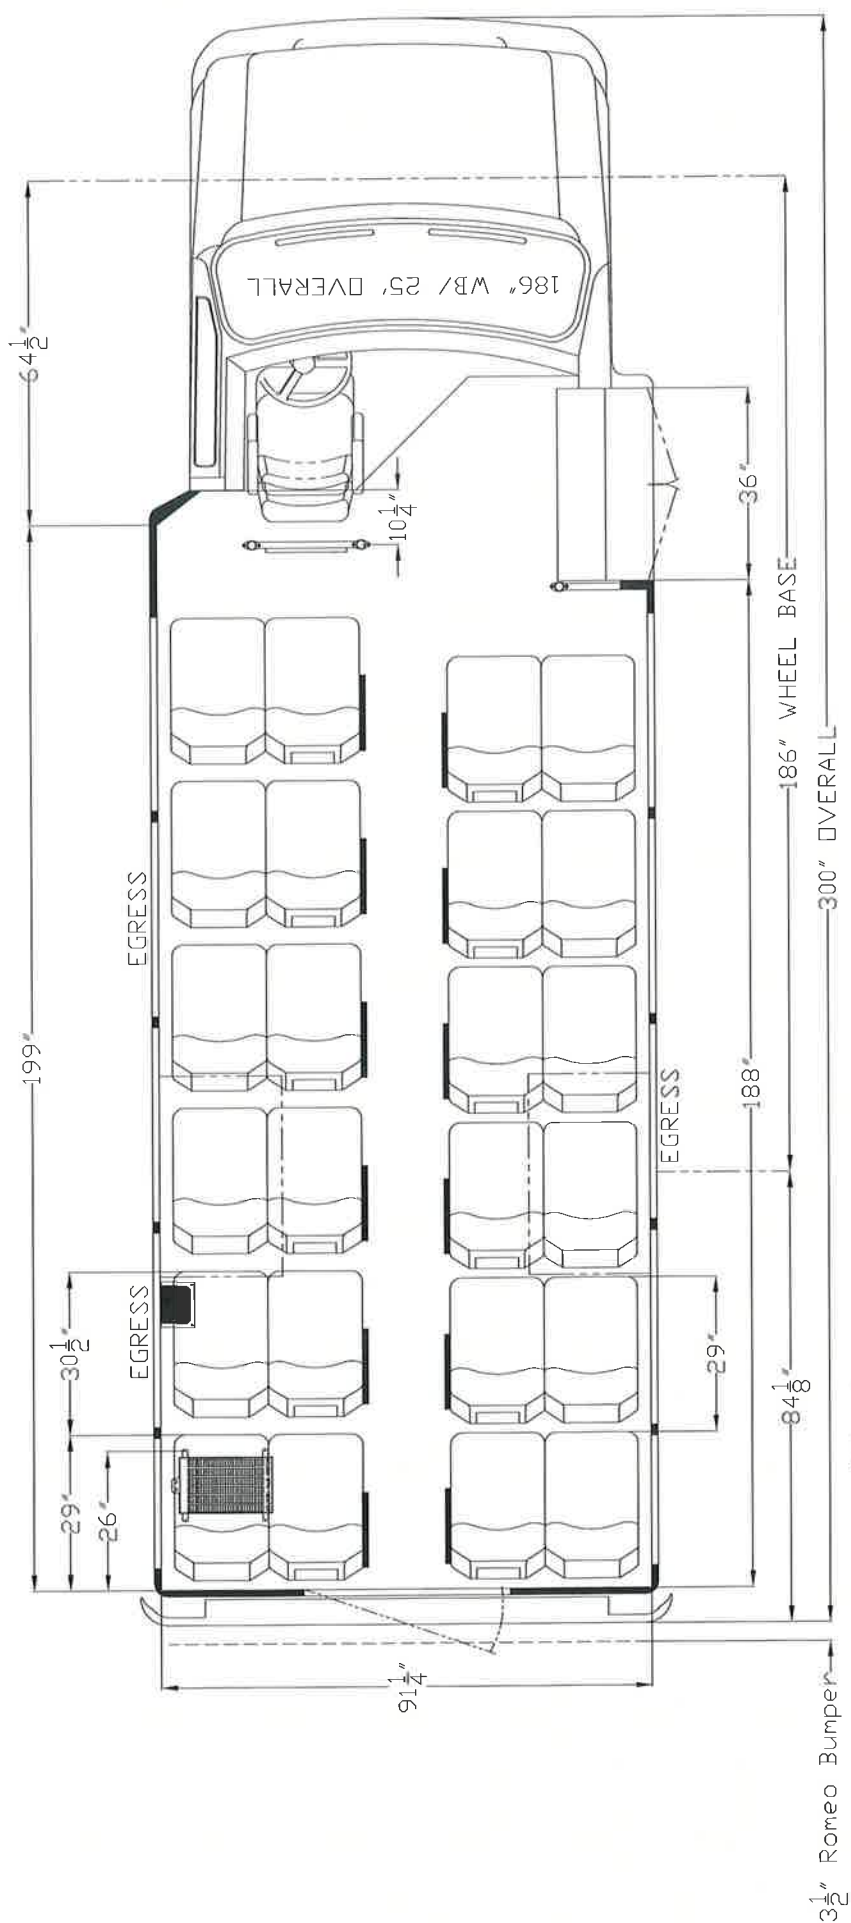 64 1/2"
186" WB/ 25' OVERALL
10 1/4"
36"
199"
EGRESS
EGRESS
30 1/2"
29"
26"
EGRESS
29"
188"
186" WHEEL BASE
300" OVERALL
84 1/8"
91 1/4"
3 1/2" Romeo Bumper